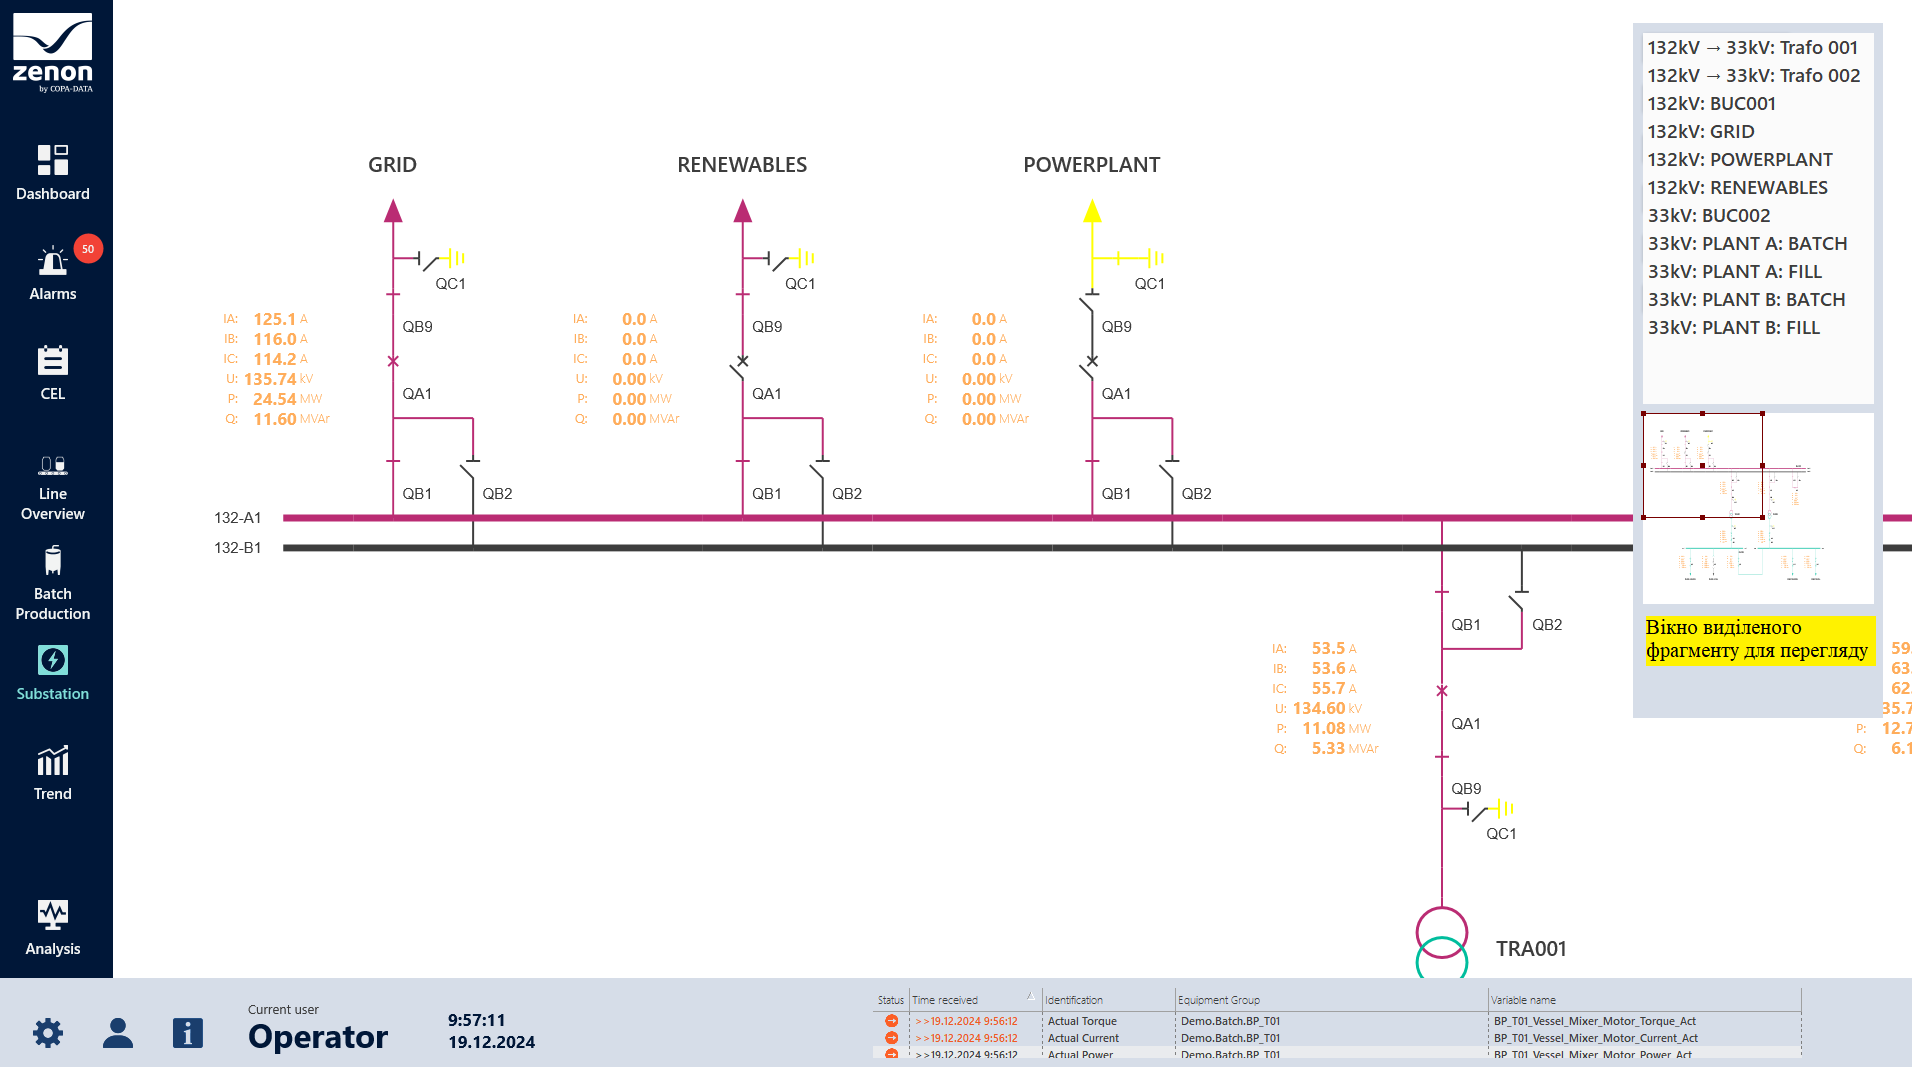 zenon
by COPA-DATA
Dashboard
50
Alarms
CEL
Line
Overview
Batch
Production
Substation
Trend
Analysis
GRID
RENEWABLES
POWERPLANT
QC1
QC1
QC1
IA: 125.1 A
IB: 116.0 A
IC: 114.2 A
U: 135.74 kV
P: 24.54 MW
Q: 11.60 MVAr
QB9
QA1
QB1
QB2
IA: 0.0 A
IB: 0.0 A
IC: 0.0 A
U: 0.00 kV
P: 0.00 MW
Q: 0.00 MVAr
QB9
QA1
QB1
QB2
IA: 0.0 A
IB: 0.0 A
IC: 0.0 A
U: 0.00 kV
P: 0.00 MW
Q: 0.00 MVAr
QB9
QA1
QB1
QB2
132-A1
132-B1
QB1
QB2
IA: 53.5 A
IB: 53.6 A
IC: 55.7 A
U: 134.60 kV
P: 11.08 MW
Q: 5.33 MVAr
QA1
QB9
QC1
TRA001
132kV → 33kV: Trafo 001
132kV → 33kV: Trafo 002
132kV: BUC001
132kV: GRID
132kV: POWERPLANT
132kV: RENEWABLES
33kV: BUC002
33kV: PLANT A: BATCH
33kV: PLANT A: FILL
33kV: PLANT B: BATCH
33kV: PLANT B: FILL
Вікно виділеного
фрагменту для перегляду
59.
63.
62.
35.7
P: 12.7
Q: 6.1
Current user
Operator
9:57:11
19.12.2024
Status Time received Identification Equipment Group Variable name
>>19.12.2024 9:56:12 Actual Torque Demo.Batch.BP_T01 BP_T01_Vessel_Mixer_Motor_Torque_Act
>>19.12.2024 9:56:12 Actual Current Demo.Batch.BP_T01 BP_T01_Vessel_Mixer_Motor_Current_Act
>>19.12.2024 9:56:12 Actual Power Demo.Batch.BP_T01 BP_T01_Vessel_Mixer_Motor_Power_Act